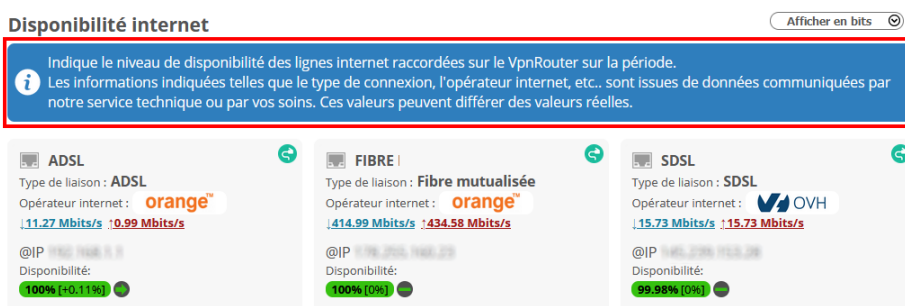 Disponibilité internet
Afficher en bits
Indique le niveau de disponibilité des lignes internet raccordées sur le VpnRouter sur la période.
Les informations indiquées telles que le type de connexion, l'opérateur internet, etc.. sont issues de données communiquées par
notre service technique ou par vos soins. Ces valeurs peuvent différer des valeurs réelles.
ADSL
Type de liaison : ADSL
Opérateur internet : orange™
↓11.27 Mbits/s ↑0.99 Mbits/s
@IP
Disponibilité:
100% [+0.11%]
FIBRE
Type de liaison : Fibre mutualisée
Opérateur internet : orange™
↓414.99 Mbits/s ↑434.58 Mbits/s
@IP
Disponibilité:
100% [0%]
SDSL
Type de liaison : SDSL
Opérateur internet : OVH
↓15.73 Mbits/s ↑15.73 Mbits/s
@IP
Disponibilité:
99.98% [0%]